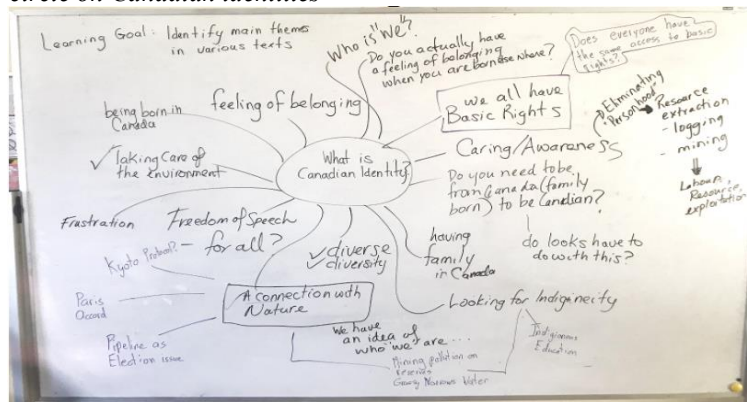 circle on Canadian identities
Learning Goal: Identify main themes
in various texts
Who is "we"?
Do you actually have
a feeling of belonging
when you are born else where?
Does everyone have
the same access to basic
rights?
we all have
Basic Rights
feeling of belonging
being born in
Canada
✓ Taking Care of
the environment
What is
Canadian Identity?
Caring/Awareness
Eliminating
"Personhood"
Resource
extraction
- logging
- mining
Labour,
Resource,
exploitation
Do you need to be
from Canada (family
born) to be Canadian?
do looks have to
do with this?
Frustration
Freedom of Speech
- for all?
✓ diverse
✓ diversity
having
family
in Canada
Kyoto
Paris
Accord
Pipeline as
Election issue
A connection with
Nature
We have
an idea of
who "we" are...
Looking for Indigineity
Education
Mining pollution on
reserves
Water